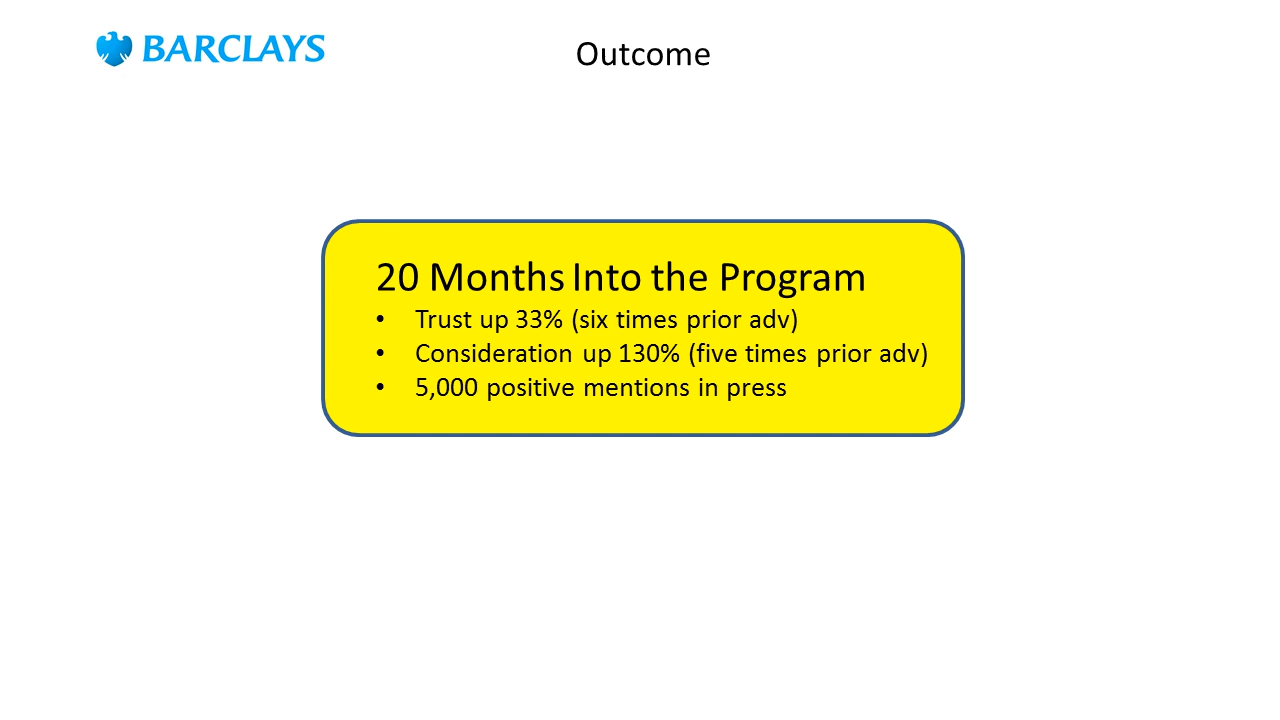 BARCLAYS
Outcome
20 Months Into the Program
• Trust up 33% (six times prior adv)
• Consideration up 130% (five times prior adv)
• 5,000 positive mentions in press